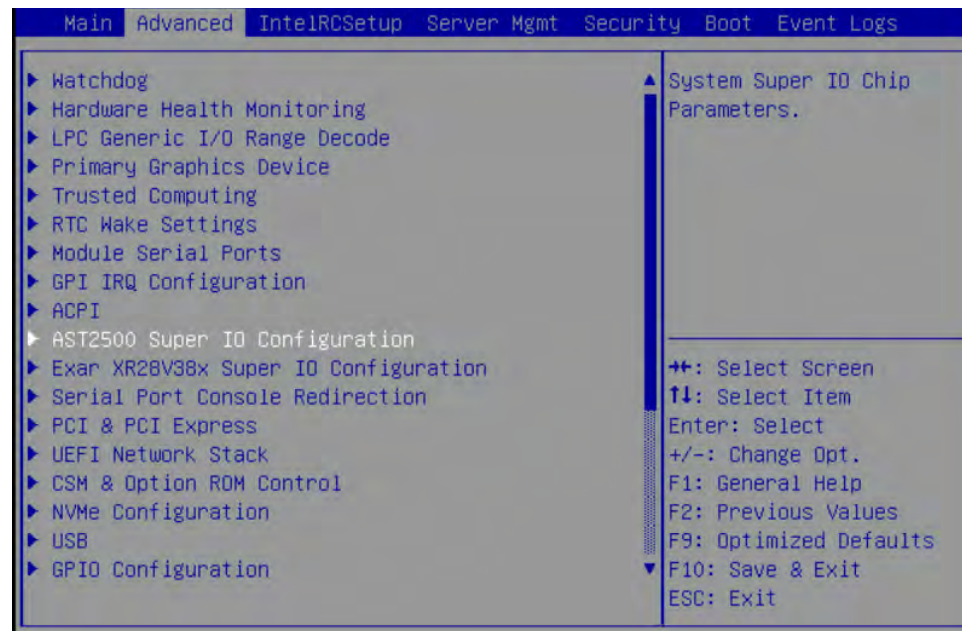 Main Advanced IntelRCSetup Server Mgmt Security Boot Event Logs
Watchdog
Hardware Health Monitoring
LPC Generic I/O Range Decode
Primary Graphics Device
Trusted Computing
RTC Wake Settings
Module Serial Ports
GPI IRQ Configuration
ACPI
AST2500 Super IO Configuration
Exar XR28V38x Super IO Configuration
Serial Port Console Redirection
PCI & PCI Express
UEFI Network Stack
CSM & Option ROM Control
NVMe Configuration
USB
GPIO Configuration
System Super IO Chip
Parameters.
→←: Select Screen
↑↓: Select Item
Enter: Select
+/-: Change Opt.
F1: General Help
F2: Previous Values
F9: Optimized Defaults
F10: Save & Exit
ESC: Exit